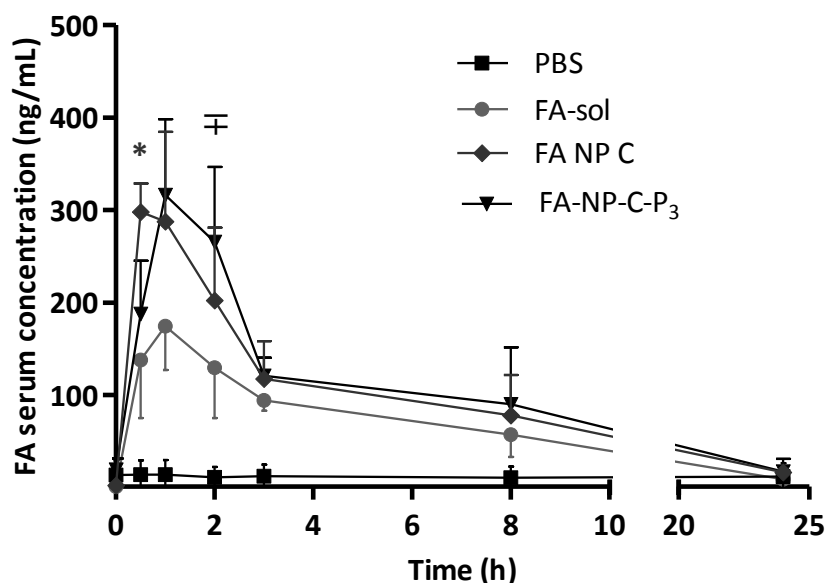 FA serum concentration (ng/mL)
500
400
300
200
100
*
PBS
FA-sol
FA NP C
FA-NP-C-P₃
0
2
4
6
8
10
20
25
Time (h)